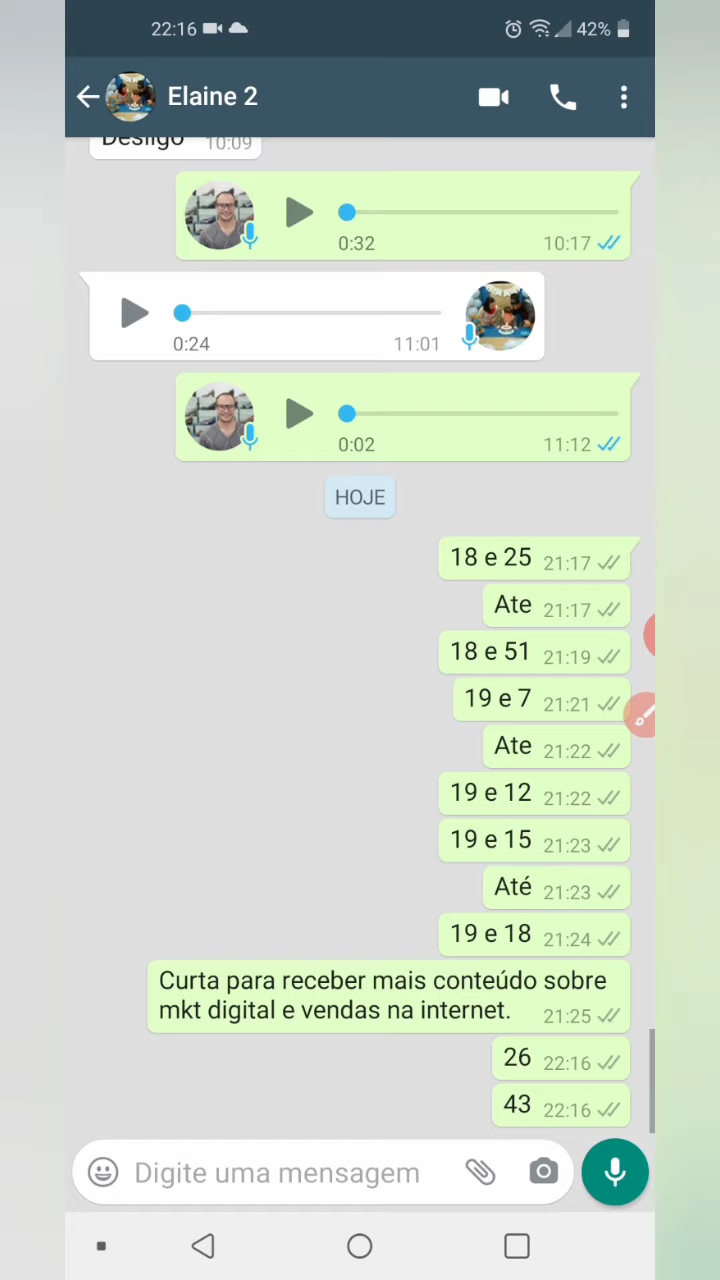 22:16 42%
Elaine 2
Desligo 10:09
0:32 10:17
0:24 11:01
0:02 11:12
HOJE
18 e 25 21:17
Ate 21:17
18 e 51 21:19
19 e 7 21:21
Ate 21:22
19 e 12 21:22
19 e 15 21:23
Até 21:23
19 e 18 21:24
Curta para receber mais conteúdo sobre
mkt digital e vendas na internet. 21:25
26 22:16
43 22:16
Digite uma mensagem